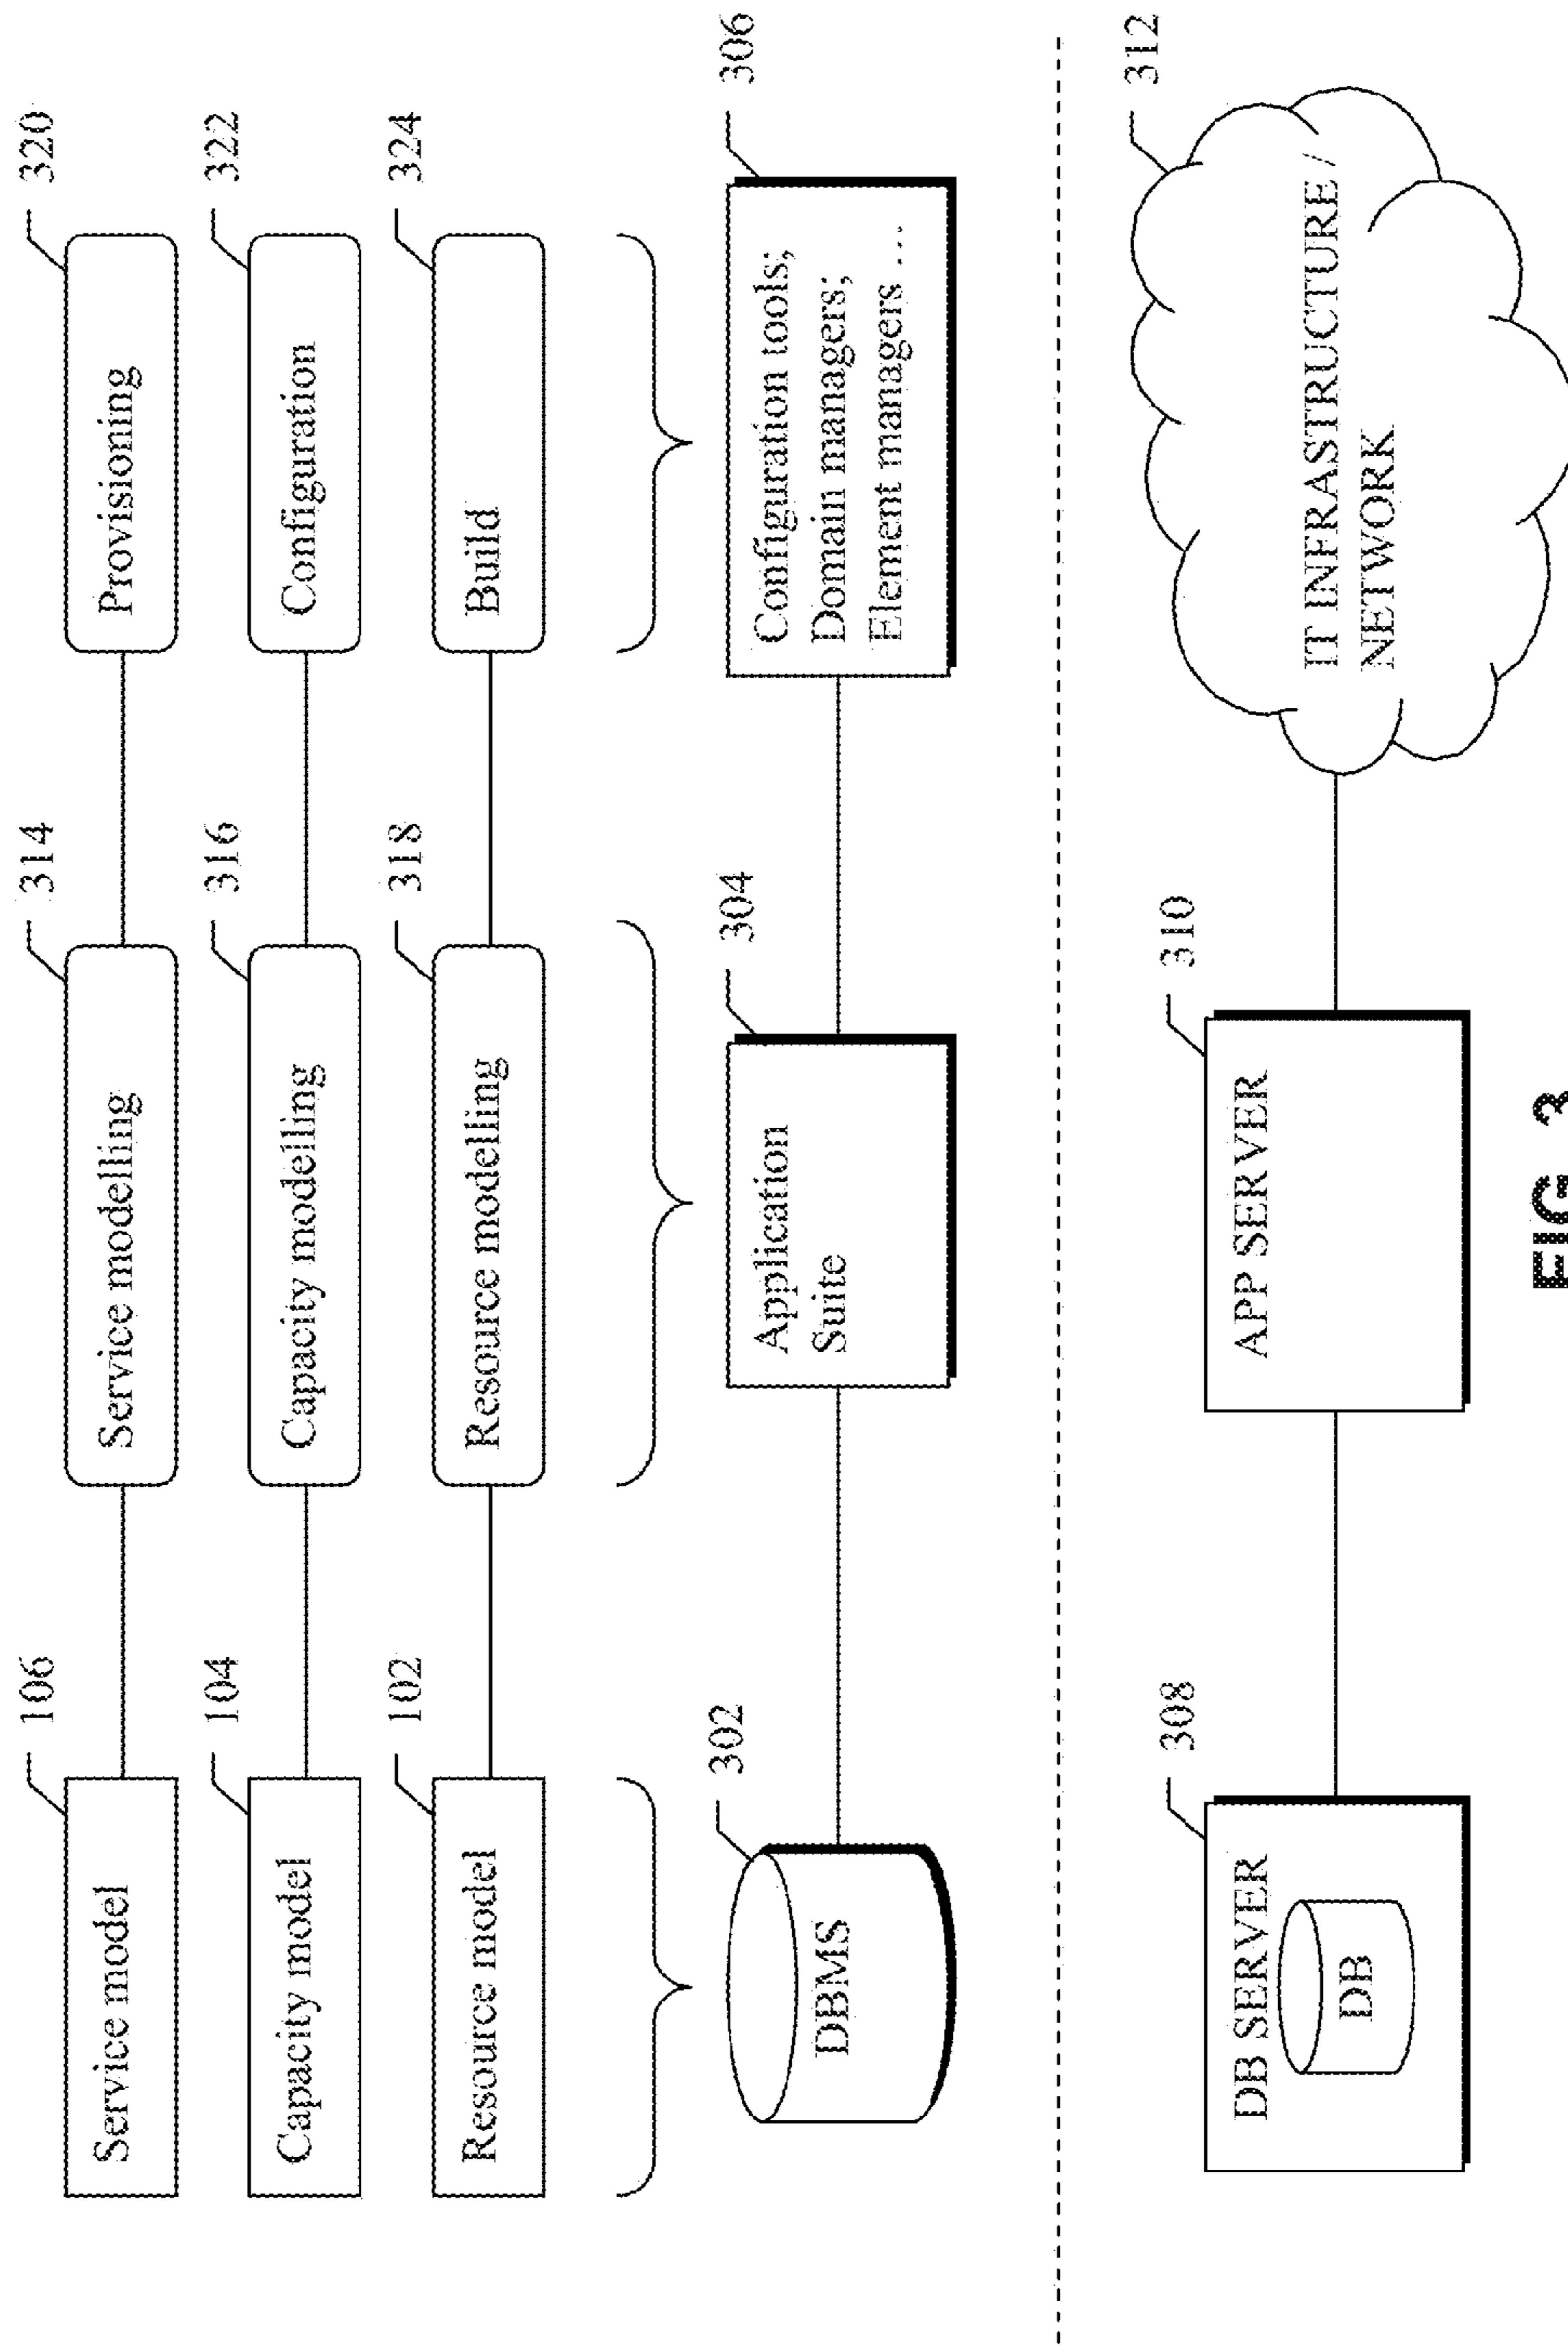 106
314
320
Service model
Service modelling
Provisioning
104
316
322
Capacity model
Capacity modelling
Configuration
102
318
324
Resource model
Resource modelling
Build
302
304
306
DBMS
Application
Suite
Configuration tools;
Domain managers;
Element managers ...
308
310
312
DB SERVER
DB
APP SERVER
IT INFRASTRUCTURE /
NETWORK
FIG. 3